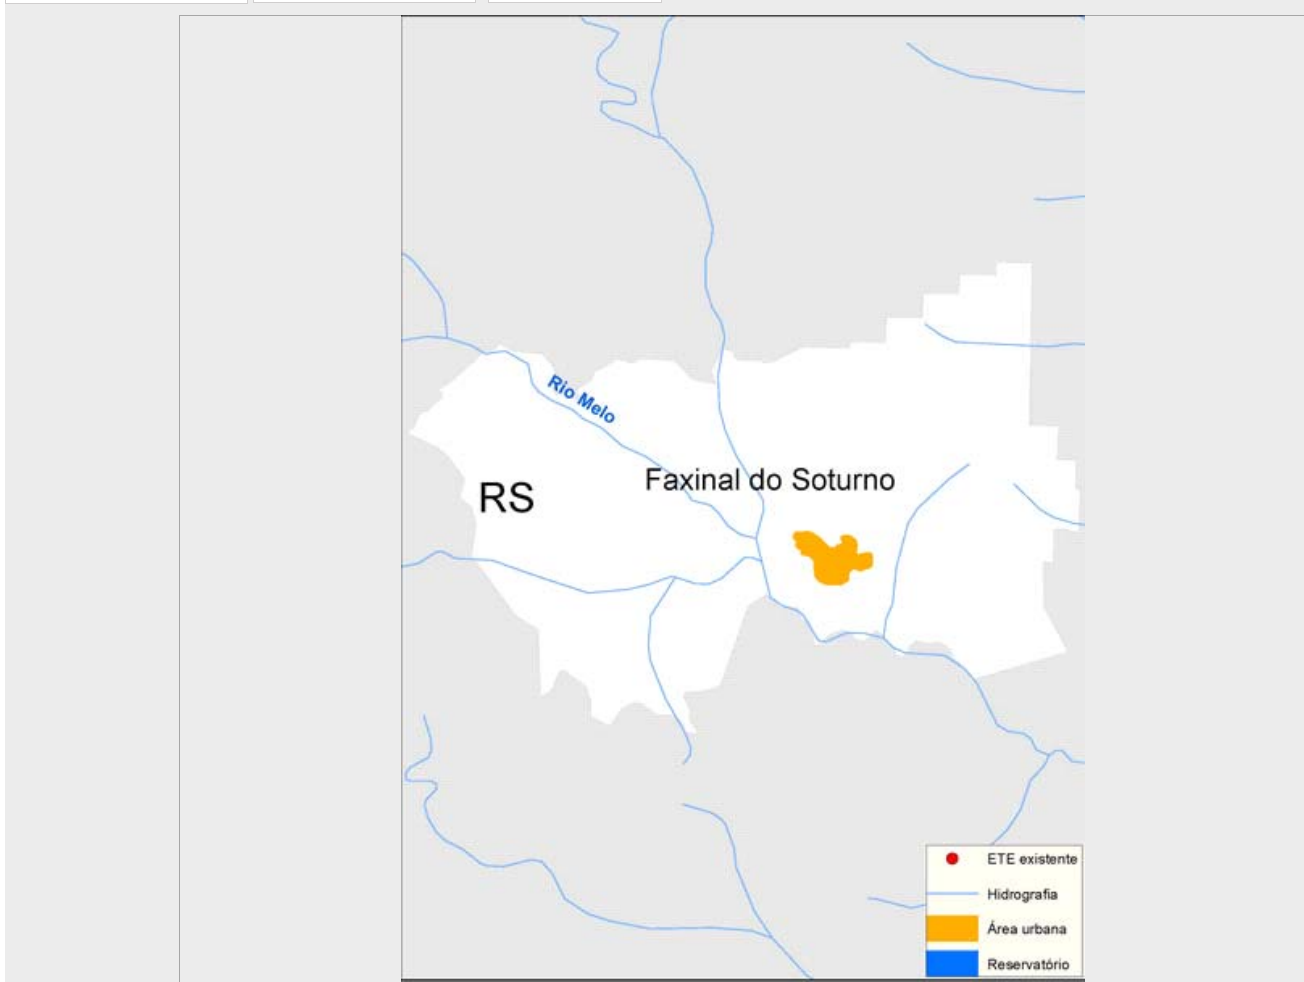 Rio Melo
Faxinal do Soturno
RS
ETE existente
Hidrografia
Área urbana
Reservatório